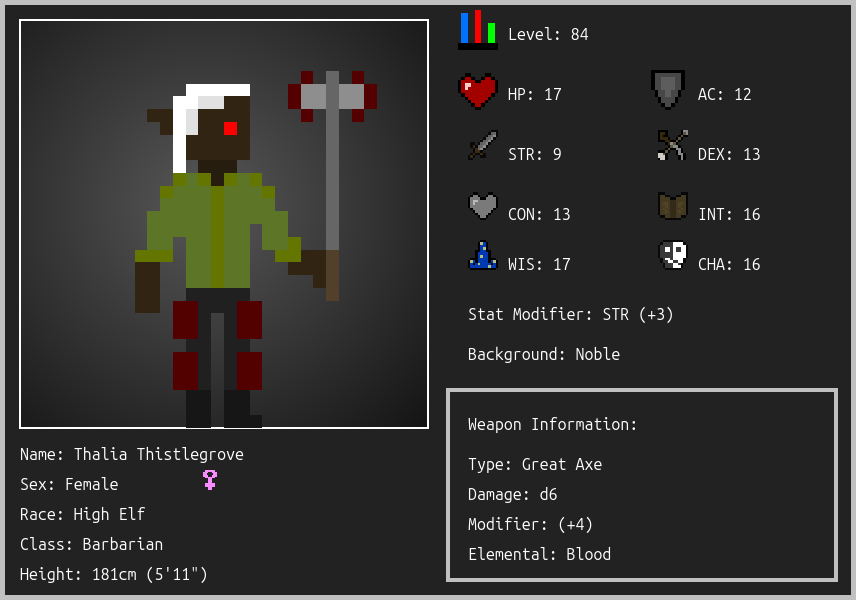 Level: 84
HP: 17
AC: 12
STR: 9
DEX: 13
CON: 13
INT: 16
WIS: 17
CHA: 16
Stat Modifier: STR (+3)
Background: Noble
Weapon Information:
Type: Great Axe
Damage: d6
Modifier: (+4)
Elemental: Blood
Name: Thalia Thistlegrove
Sex: Female
Race: High Elf
Class: Barbarian
Height: 181cm (5'11")